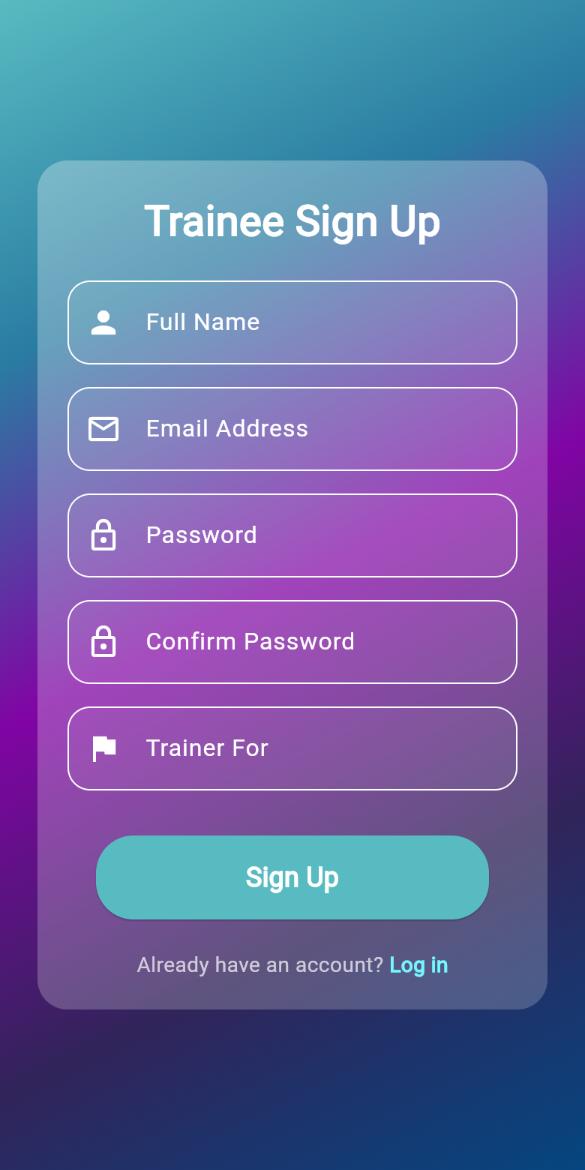 Trainee Sign Up
Full Name
Email Address
Password
Confirm Password
Trainer For
Sign Up
Already have an account? Log in